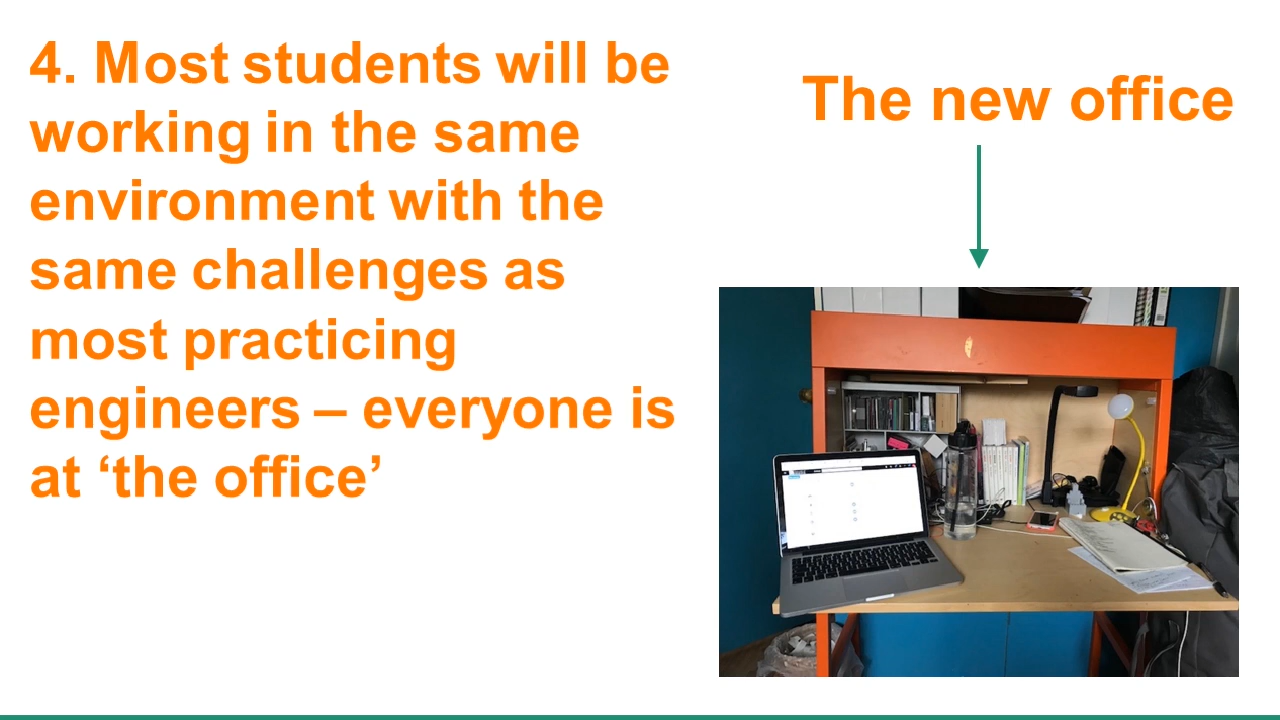 4. Most students will be
working in the same
environment with the
same challenges as
most practicing
engineers – everyone is
at ‘the office’
The new office